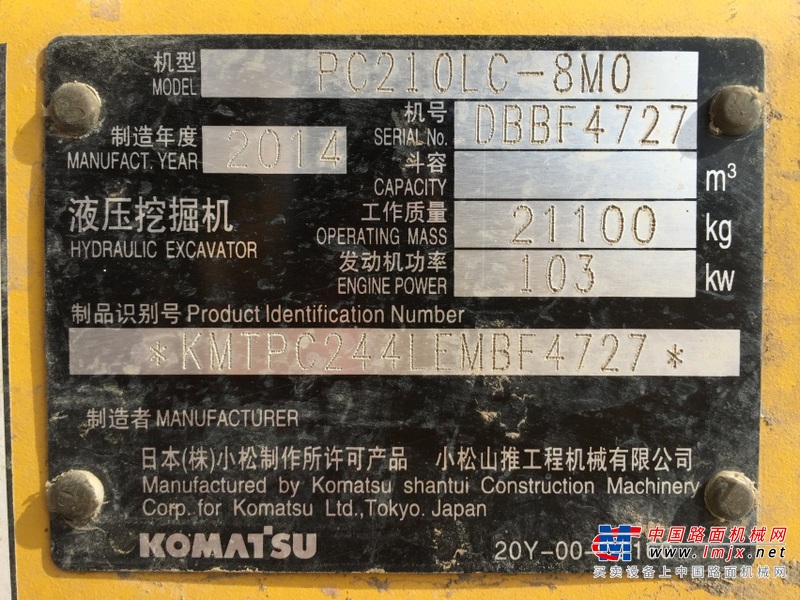 机型 MODEL PC210LC-8M0
机号 SERIAL No. DBBF4727
制造年度 MANUFACT. YEAR 2014
斗容 CAPACITY m³
液压挖掘机
HYDRAULIC EXCAVATOR
工作质量 OPERATING MASS 21100 kg
发动机功率 ENGINE POWER 103 kw
制品识别号 Product Identification Number
*KMTPC244LEMBF4727*
制造者 MANUFACTURER
日本(株)小松制作所许可产品 小松山推工程机械有限公司
Manufactured by Komatsu shantui Construction Machinery
Corp. for Komatsu Ltd.,Tokyo. Japan
KOMATSU
20Y-00-
中国路面机械网
www.lmjx.net
买卖设备上中国路面机械网